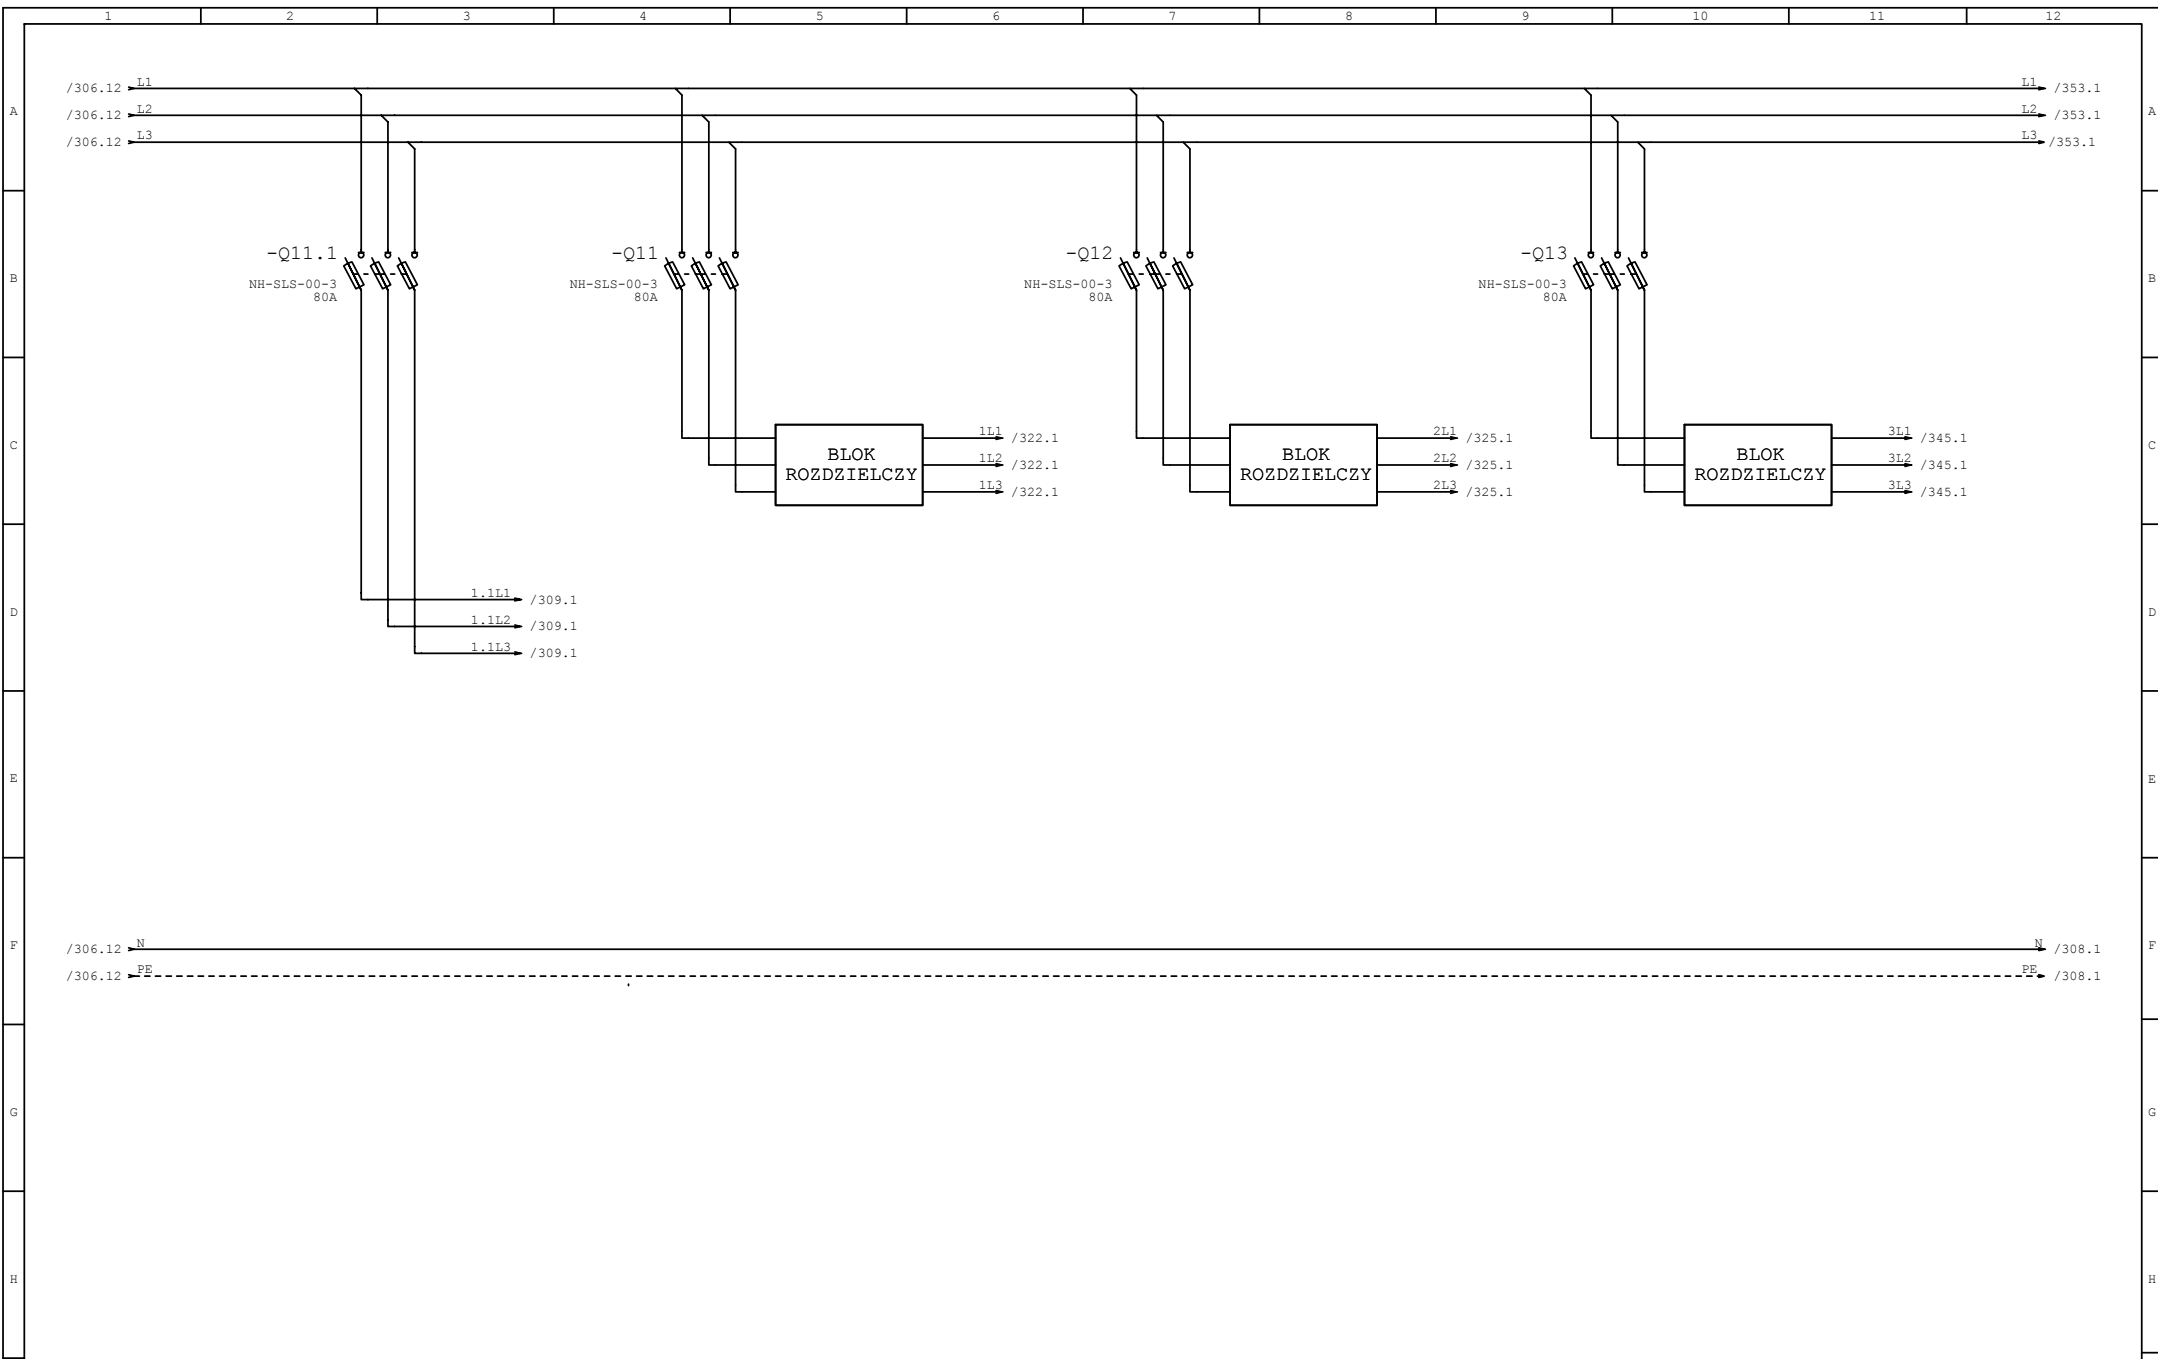 1 2 3 4 5 6 7 8 9 10 11 12
/306.12 L1 L1 /353.1
A A
/306.12 L2 L2 /353.1
/306.12 L3 L3 /353.1
-Q11.1 -Q11 -Q12 -Q13
B B
NH-SLS-00-3 NH-SLS-00-3 NH-SLS-00-3 NH-SLS-00-3
80A 80A 80A 80A
1L1 /322.1 2L1 /325.1 3L1 /345.1
C C
BLOK BLOK BLOK
1L2 /322.1 2L2 /325.1 3L2 /345.1
ROZDZIELCZY ROZDZIELCZY ROZDZIELCZY
1L3 /322.1 2L3 /325.1 3L3 /345.1
1.1L1 /309.1
D D
1.1L2 /309.1
1.1L3 /309.1
E E
F F
/306.12 N N /308.1
/306.12 PE PE /308.1
G G
H H